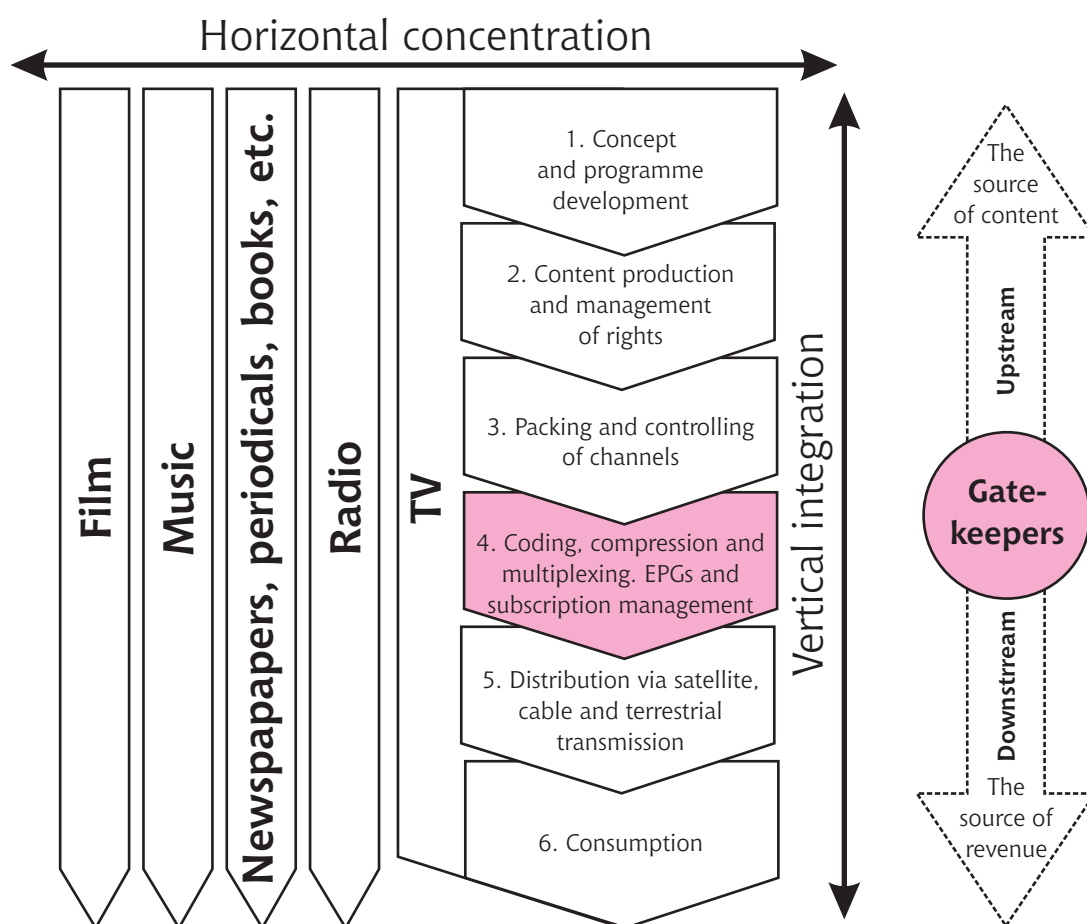 Horizontal concentration
Film
Music
Newspapapers, periodicals, books, etc.
Radio
TV
1. Concept
and programme
development
2. Content production
and management
of rights
3. Packing and controlling
of channels
4. Coding, compression and
multiplexing. EPGs and
subscription management
5. Distribution via satellite,
cable and terrestrial
transmission
6. Consumption
Vertical integration
The
source
of content
Upstream
Gate-
keepers
Downstrream
The
source of
revenue